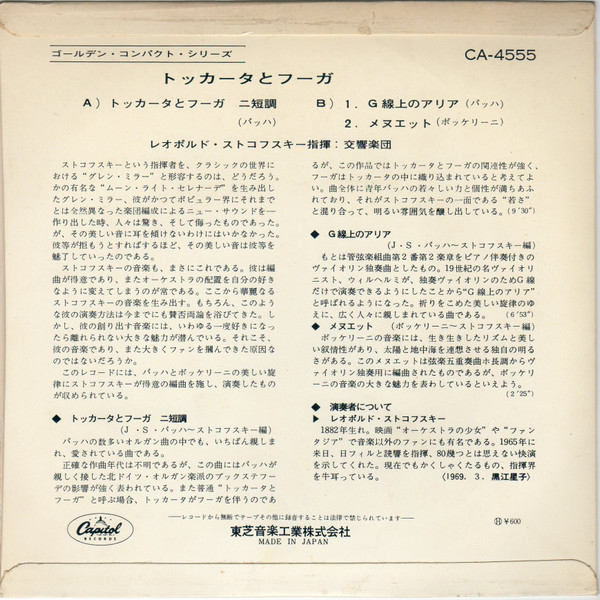 ゴールデン・コンパクト・シリーズ
CA-4555
トッカータとフーガ
A) トッカータとフーガ ニ短調
(バッハ)
B) 1. G線上のアリア (バッハ)
2. メヌエット (ボッケリーニ)
レオポルド・ストコフスキー指揮:交響楽団
ストコフスキーという指揮者を、クラシックの世界に
おける“グレン・ミラー”と形容するのは、どうだろう。
かの有名な“ムーン・ライト・セレナーデ”を生み出し
たグレン・ミラー、彼がかつてポピュラー界にそれまで
とは全然異なった楽団編成によるニュー・サウンドを一
作り出した時、人々は驚き、そして侮ったものであった。
が、その美しい音に耳を傾けないわけにはいかなかった。
彼等が拒もうとすればするほど、その美しい音は彼等を
魅了していったのである。
ストコフスキーの音楽も、まさにこれである。彼は編
曲が得意であり、またオーケストラの配置を自分の好き
なように変えてしまうのが常である。ここから華麗なる
ストコフスキーの音楽を生み出す。もちろん、このよう
な彼の演奏方法は今までにも賛否両論を浴びてきた。し
かし、彼の創り出す音楽には、いわゆる一度好きになっ
たら離れられない大きな魅力が潜んでいる。それこそ、
彼の音楽であり、また大きくファンを摑んできた原因な
のではないだろうか。
このレコードには、バッハとボッケリーニの美しい旋
律にストコフスキーが得意の編曲を施し、演奏したもの
が収められている。
◆ トッカータとフーガ 二短調
(J・S・バッハ〜ストコフスキー編)
バッハの数多いオルガン曲の中でも、いちばん親しま
れ、愛されている曲である。
正確な作曲年代は不明であるが、この曲にはバッハが
親しく接した北ドイツ・オルガン楽派のブックステフー
デの影響が強く表われている。また普通“トッカータと
フーガ”と呼ぶ場合、トッカータがフーガを伴うのであ
るが、この作品ではトッカータとフーガの関連性が強く、
フーガはトッカータの中に織り込まれていると考えてよ
い。曲全体に青年バッハの若々しい力と個性が満ちあふ
れており、それがストコフスキーの一面である“若さ”
と混り合って、明るい雰囲気を醸し出している。(9′30″)
◆ G線上のアリア
(J・S・バッハ〜ストコフスキー編)
もとは管弦楽組曲第2番第2楽章をピアノ伴奏付きの
ヴァイオリン独奏曲としたもの。19世紀の名ヴァイオリ
ニスト、ウィルヘルミが、独奏ヴァイオリンのためG線
だけで演奏できるようにしたことから“G線上のアリア”
と呼ばれるようになった。祈りをこめた美しい旋律のゆ
えに、広く人々に親しまれている曲である。 (6′53″)
◆ メヌエット (ボッケリーニ〜ストコフスキー編)
ボッケリーニの音楽には、生き生きしたリズムと美し
い叙情性があり、太陽と地中海を連想させる独自の明る
さがある。このメヌエットは弦楽五重奏曲ホ長調からヴ
ァイオリン独奏用に編曲されたものであるが、ボッケリ
ーニの音楽の大きな魅力を表わしているといえよう。
(2′25″)
◆ 演奏者について
▶ レオポルド・ストコフスキー
1882年生れ。映画“オーケストラの少女”や“ファン
タジア”で音楽以外のファンにも有名である。1965年に
来日、日フィルと読響を指揮、80幾つとは思えない快演
を示してくれた。現在でもかくしゃくたるもの、指揮界
を牛耳っている。 (1969. 3. 黒江星子)
Capitol
RECORDS
──レコードから無断でテープその他に録音することは法律で禁じられています──
東芝音楽工業株式会社
MADE IN JAPAN
Ⓗ ¥600